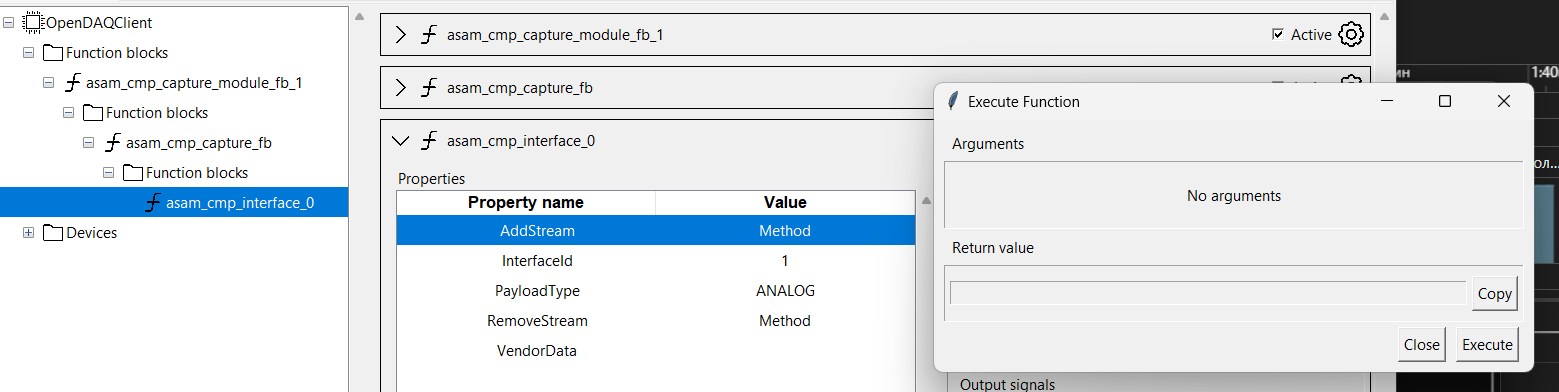 OpenDAQClient
Function blocks
asam_cmp_capture_module_fb_1
Function blocks
asam_cmp_capture_fb
Function blocks
asam_cmp_interface_0
Devices
asam_cmp_capture_module_fb_1
Active
asam_cmp_capture_fb
asam_cmp_interface_0
Properties
Property name Value
AddStream Method
InterfaceId 1
PayloadType ANALOG
RemoveStream Method
VendorData
Execute Function
Arguments
No arguments
Return value
Copy
Close Execute
Output signals
ин 1:40
ол...